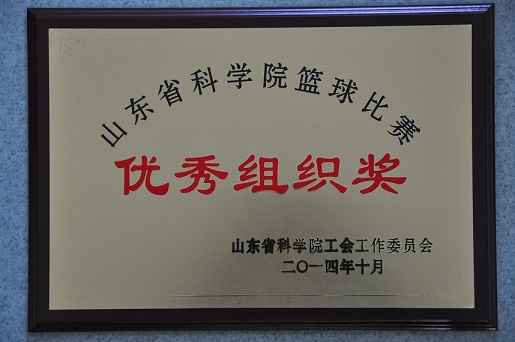 山东省科学院篮球比赛
优秀组织奖
山东省科学院工会工作委员会
二〇一四年十月